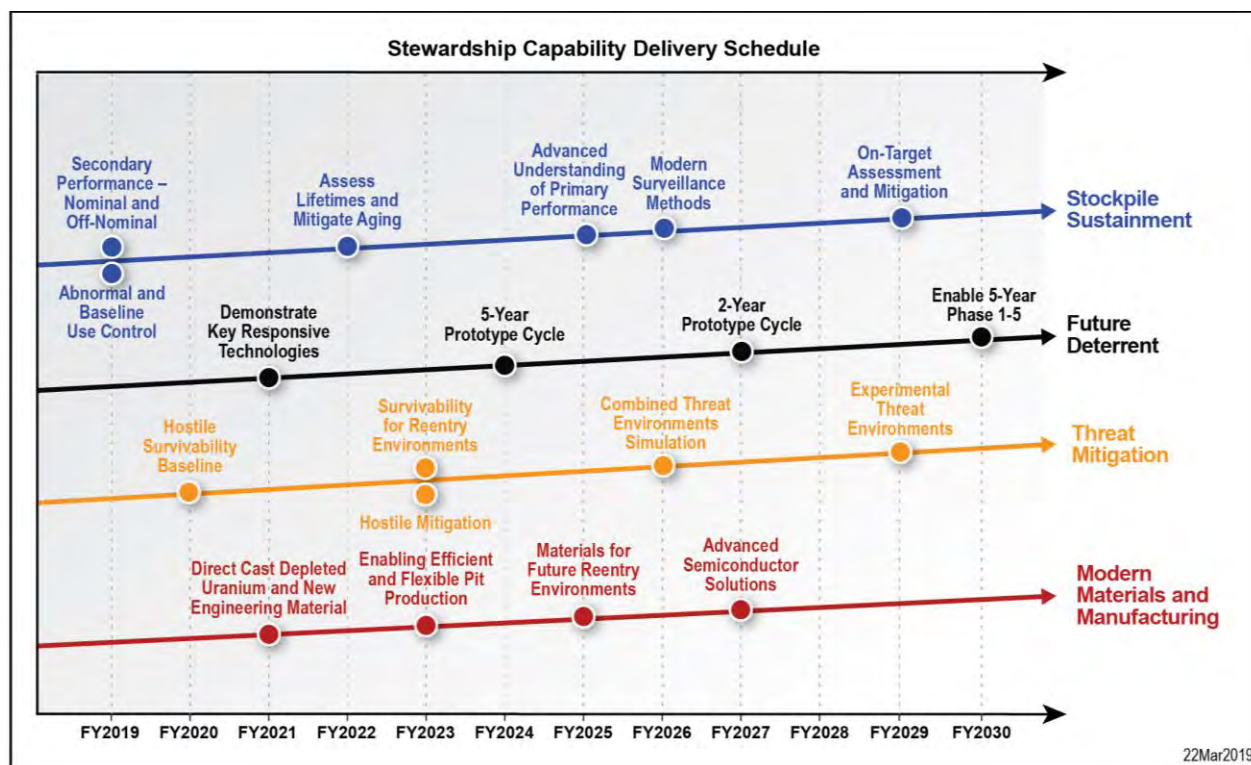 Stewardship Capability Delivery Schedule
Secondary
Performance –
Nominal and
Off-Nominal
Abnormal and
Baseline
Use Control
Assess
Lifetimes and
Mitigate Aging
Advanced
Understanding
of Primary
Performance
Modern
Surveillance
Methods
On-Target
Assessment
and Mitigation
Stockpile
Sustainment
Demonstrate
Key Responsive
Technologies
5-Year
Prototype Cycle
2-Year
Prototype Cycle
Enable 5-Year
Phase 1-5
Future
Deterrent
Hostile
Survivability
Baseline
Survivability
for Reentry
Environments
Hostile Mitigation
Combined Threat
Environments
Simulation
Experimental
Threat
Environments
Threat
Mitigation
Direct Cast Depleted
Uranium and New
Engineering Material
Enabling Efficient
and Flexible Pit
Production
Materials for
Future Reentry
Environments
Advanced
Semiconductor
Solutions
Modern
Materials and
Manufacturing
FY2019 FY2020 FY2021 FY2022 FY2023 FY2024 FY2025 FY2026 FY2027 FY2028 FY2029 FY2030
22Mar2019